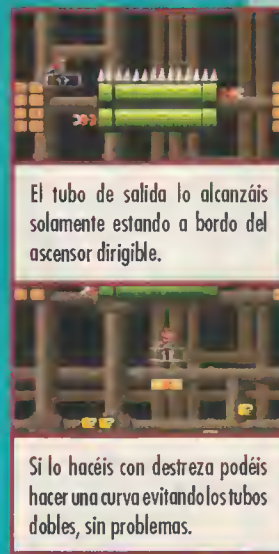 El tubo de salida lo alcanzáis
solamente estando a bordo del
ascensor dirigible.
Si lo hacéis con destreza podéis
hacer una curva evitando los tubos
dobles, sin problemas.